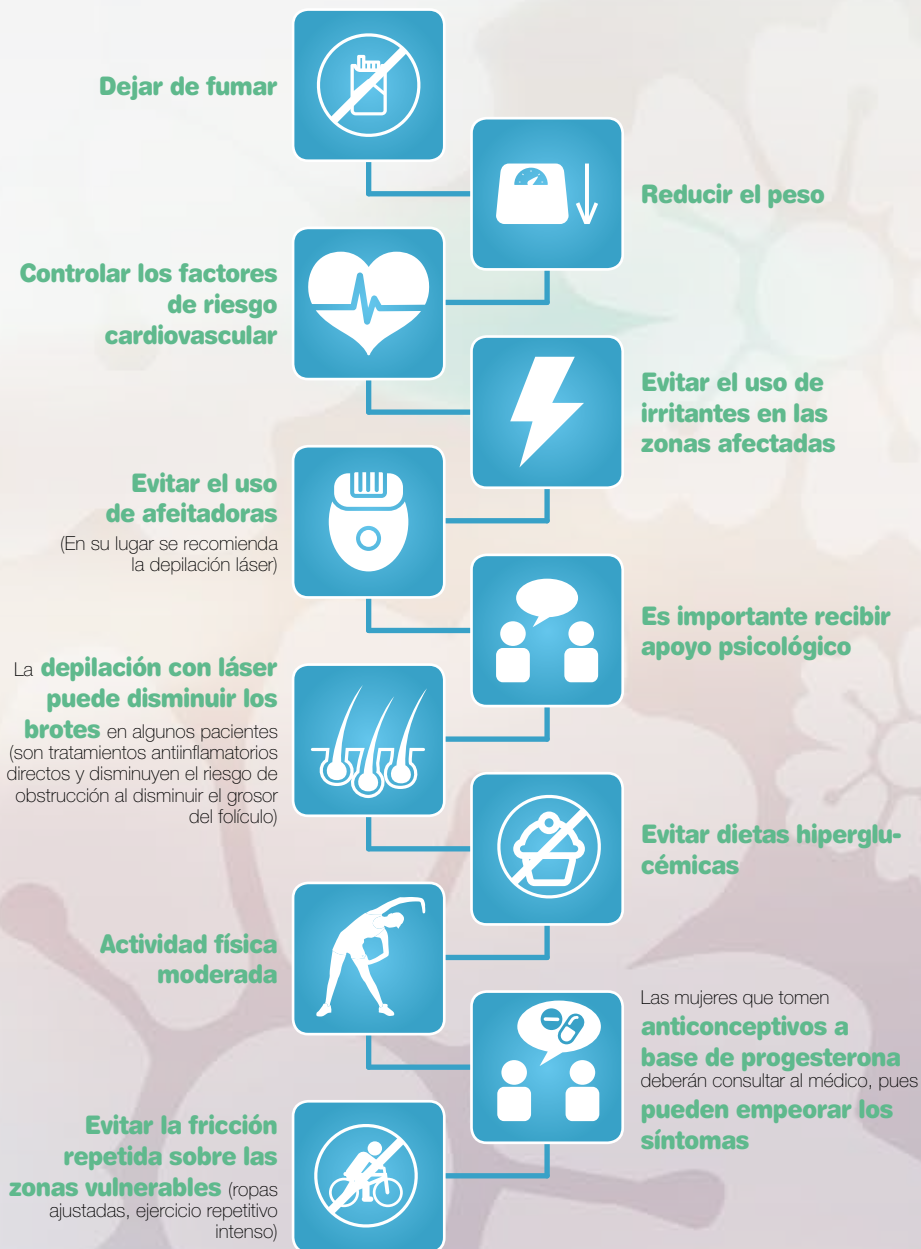 Dejar de fumar
Reducir el peso
Controlar los factores
de riesgo
cardiovascular
Evitar el uso de
irritantes en las
zonas afectadas
Evitar el uso
de afeitadoras
(En su lugar se recomienda
la depilación láser)
Es importante recibir
apoyo psicológico
La depilación con láser
puede disminuir los
brotes en algunos pacientes
(son tratamientos antiinflamatorios
directos y disminuyen el riesgo de
obstrucción al disminuir el grosor
del folículo)
Evitar dietas hiperglu-
cémicas
Actividad física
moderada
Las mujeres que tomen
anticonceptivos a
base de progesterona
deberán consultar al médico, pues
pueden empeorar los
síntomas
Evitar la fricción
repetida sobre las
zonas vulnerables (ropas
ajustadas, ejercicio repetitivo
intenso)